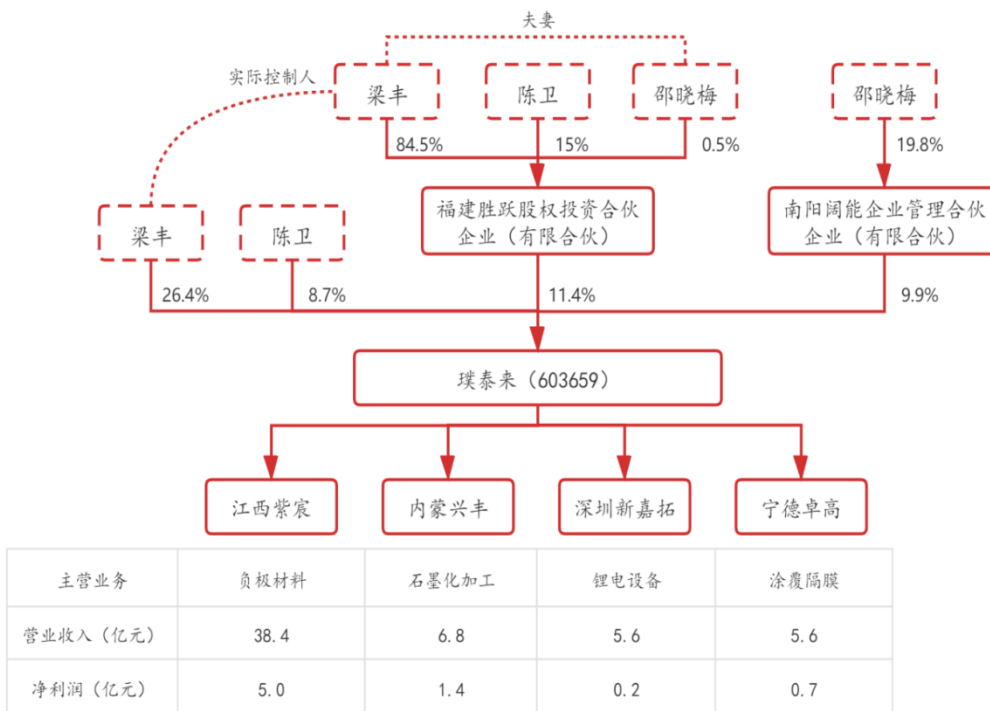 夫妻
实际控制人
梁丰
陈卫
邵晓梅
邵晓梅
84.5%
15%
0.5%
19.8%
福建胜跃股权投资合伙
企业（有限合伙）
南阳阔能企业管理合伙
企业（有限合伙）
梁丰
陈卫
26.4%
8.7%
11.4%
9.9%
璞泰来（603659）
江西紫宸
内蒙兴丰
深圳新嘉拓
宁德卓高
主营业务
负极材料
石墨化加工
锂电设备
涂覆隔膜
营业收入（亿元）
38.4
6.8
5.6
5.6
净利润（亿元）
5.0
1.4
0.2
0.7